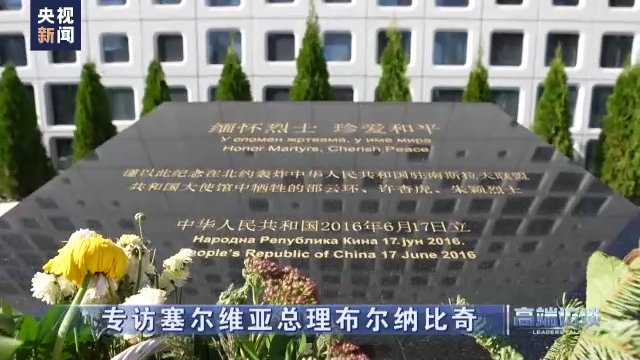 央视
新闻
缅怀烈士 珍爱和平
У спомен жртвама, у име мира
Honor Martyrs, Cherish Peace
谨以此纪念在北约轰炸中华人民共和国驻南斯拉夫联盟
共和国大使馆中牺牲的邵云环、许杏虎、朱颖烈士
中华人民共和国2016年6月17日立
Народна Република Кина 17. јун 2016.
People's Republic of China 17 June 2016
专访塞尔维亚总理布尔纳比奇
高端访谈